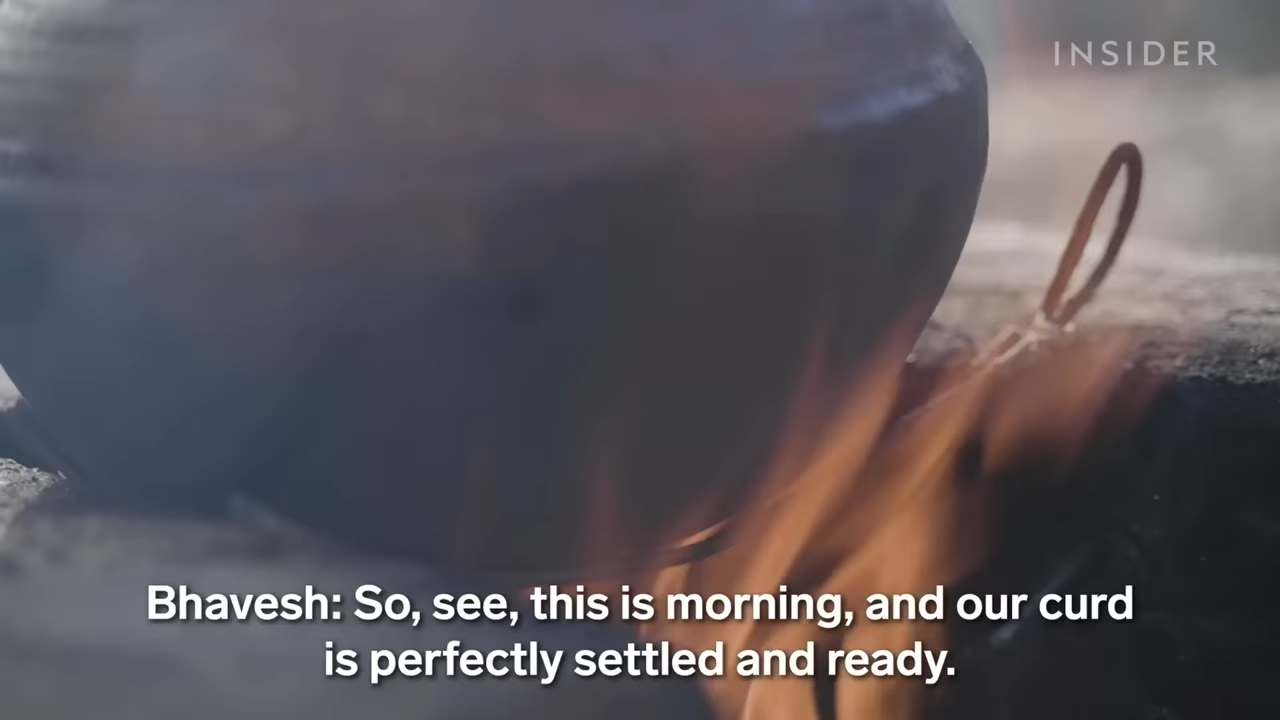 INSIDER
Bhavesh: So, see, this is morning, and our curd
is perfectly settled and ready.